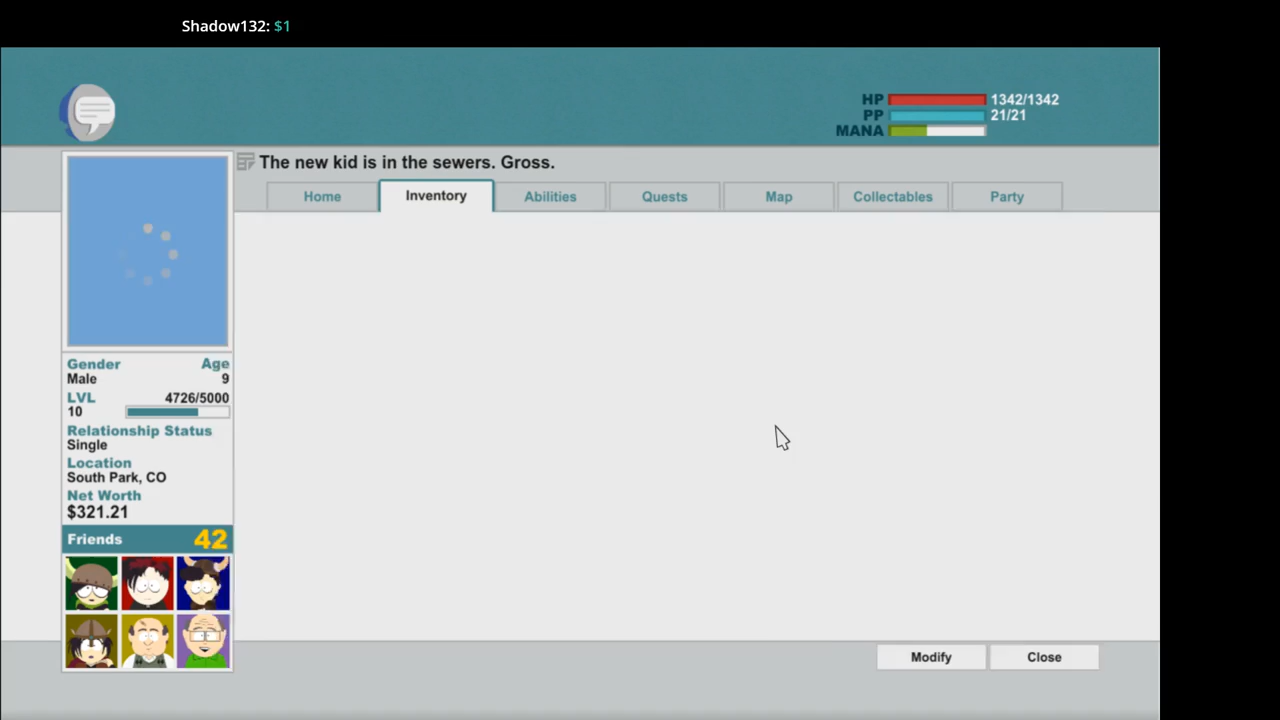 Shadow132: $1
HP 1342/1342
PP 21/21
MANA
The new kid is in the sewers. Gross.
Home Inventory Abilities Quests Map Collectables Party
Gender Age
Male 9
LVL 4726/5000
10
Relationship Status
Single
Location
South Park, CO
Net Worth
$321.21
Friends 42
Modify Close